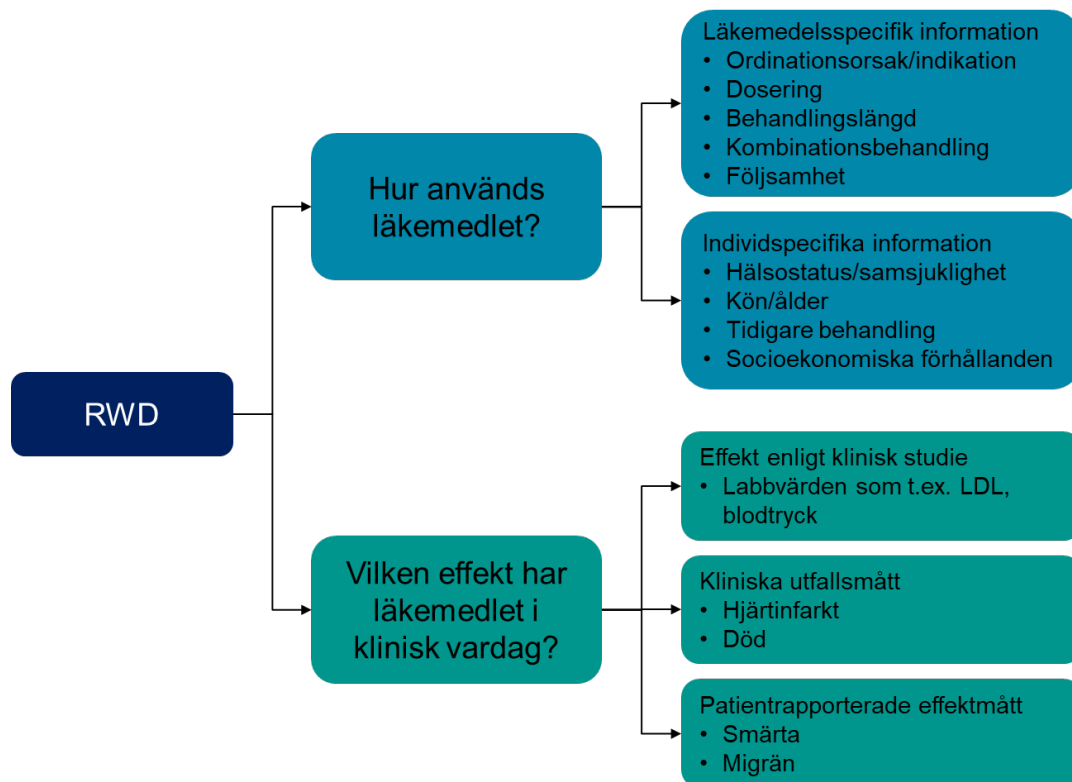 RWD
Hur används
läkemedlet?
Läkemedelsspecifik information
• Ordinationsorsak/indikation
• Dosering
• Behandlingslängd
• Kombinationsbehandling
• Följsamhet
Individspecifika information
• Hälsostatus/samsjuklighet
• Kön/ålder
• Tidigare behandling
• Socioekonomiska förhållanden
Vilken effekt har
läkemedlet i
klinisk vardag?
Effekt enligt klinisk studie
• Labbvärden som t.ex. LDL,
blodtryck
Kliniska utfallsmått
• Hjärtinfarkt
• Död
Patientrapporterade effektmått
• Smärta
• Migrän